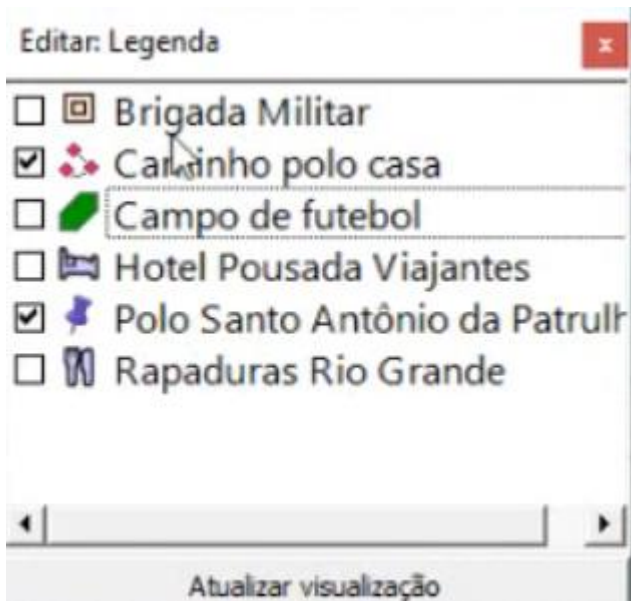 Editar: Legenda
x
Brigada Militar
Caminho polo casa
Campo de futebol
Hotel Pousada Viajantes
Polo Santo Antônio da Patrulh
Rapaduras Rio Grande
Atualizar visualização